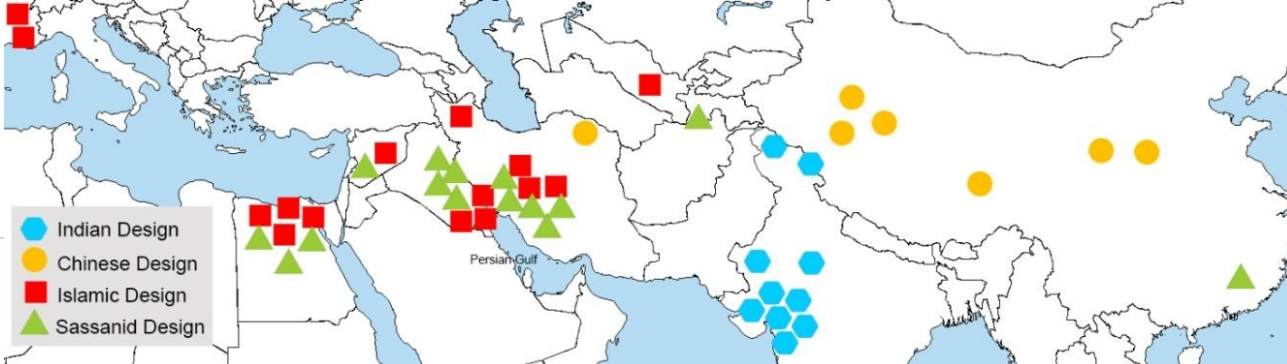 Persian Gulf
Indian Design
Chinese Design
Islamic Design
Sassanid Design